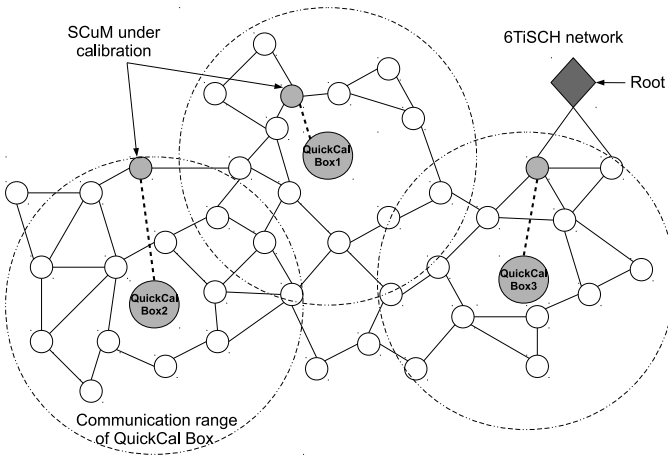 SCuM under
calibration
6TiSCH network
Root
QuickCal
Box1
QuickCal
Box2
QuickCal
Box3
Communication range
of QuickCal Box